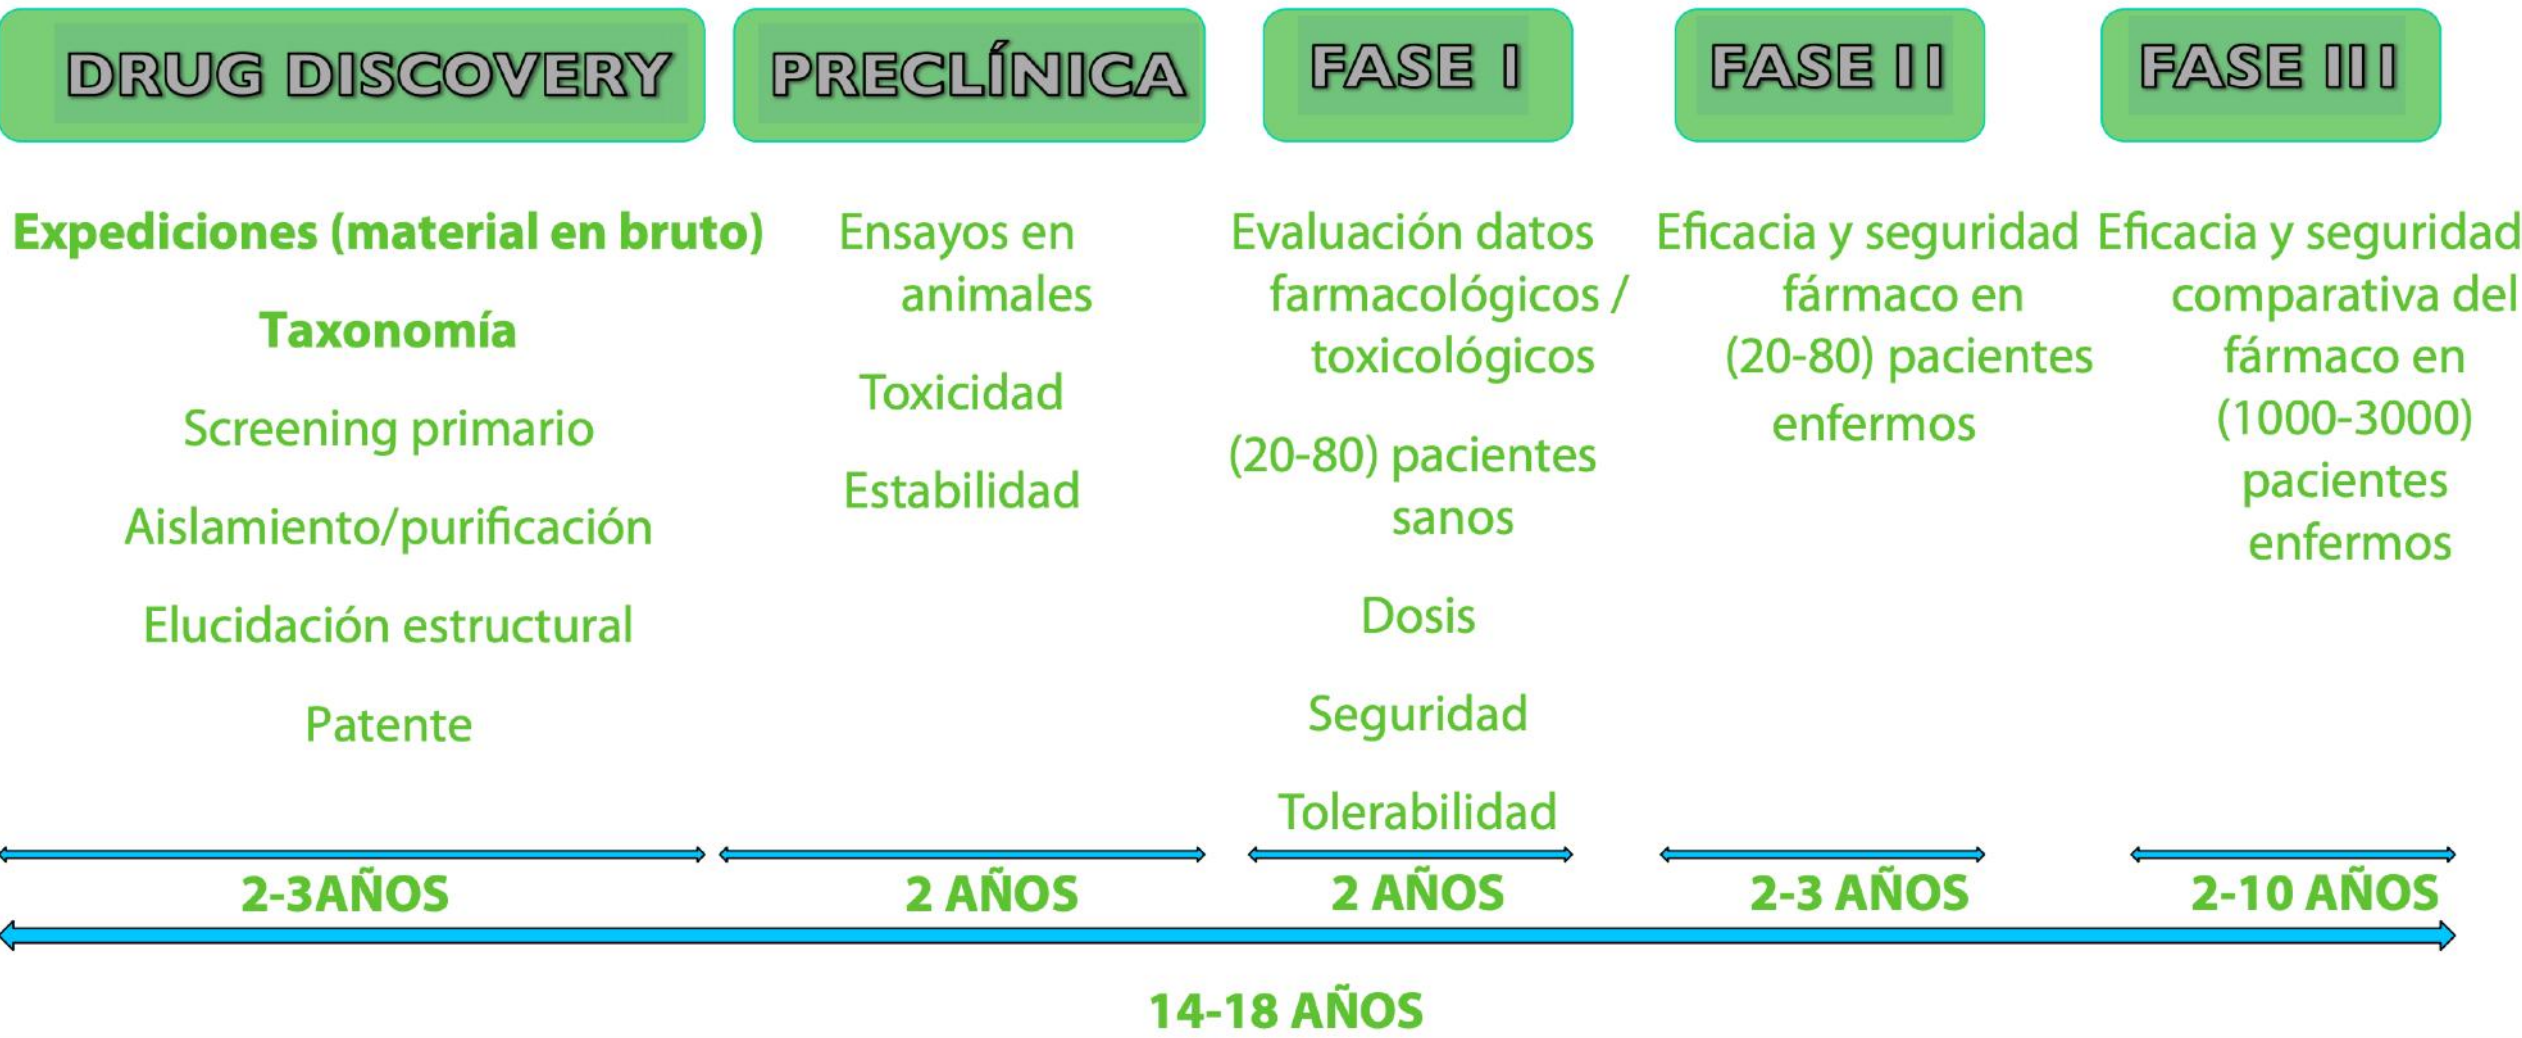 DRUG DISCOVERY
Expediciones (material en bruto)
Taxonomía
Screening primario
Aislamiento/purificación
Elucidación estructural
Patente
2-3AÑOS
PRECLÍNICA
Ensayos en
animales
Toxicidad
Estabilidad
2 AÑOS
FASE I
Evaluación datos
farmacológicos /
toxicológicos
(20-80) pacientes
sanos
Dosis
Seguridad
Tolerabilidad
2 AÑOS
FASE II
Eficacia y seguridad
fármaco en
(20-80) pacientes
enfermos
2-3 AÑOS
FASE III
Eficacia y seguridad
comparativa del
fármaco en
(1000-3000)
pacientes
enfermos
2-10 AÑOS
14-18 AÑOS